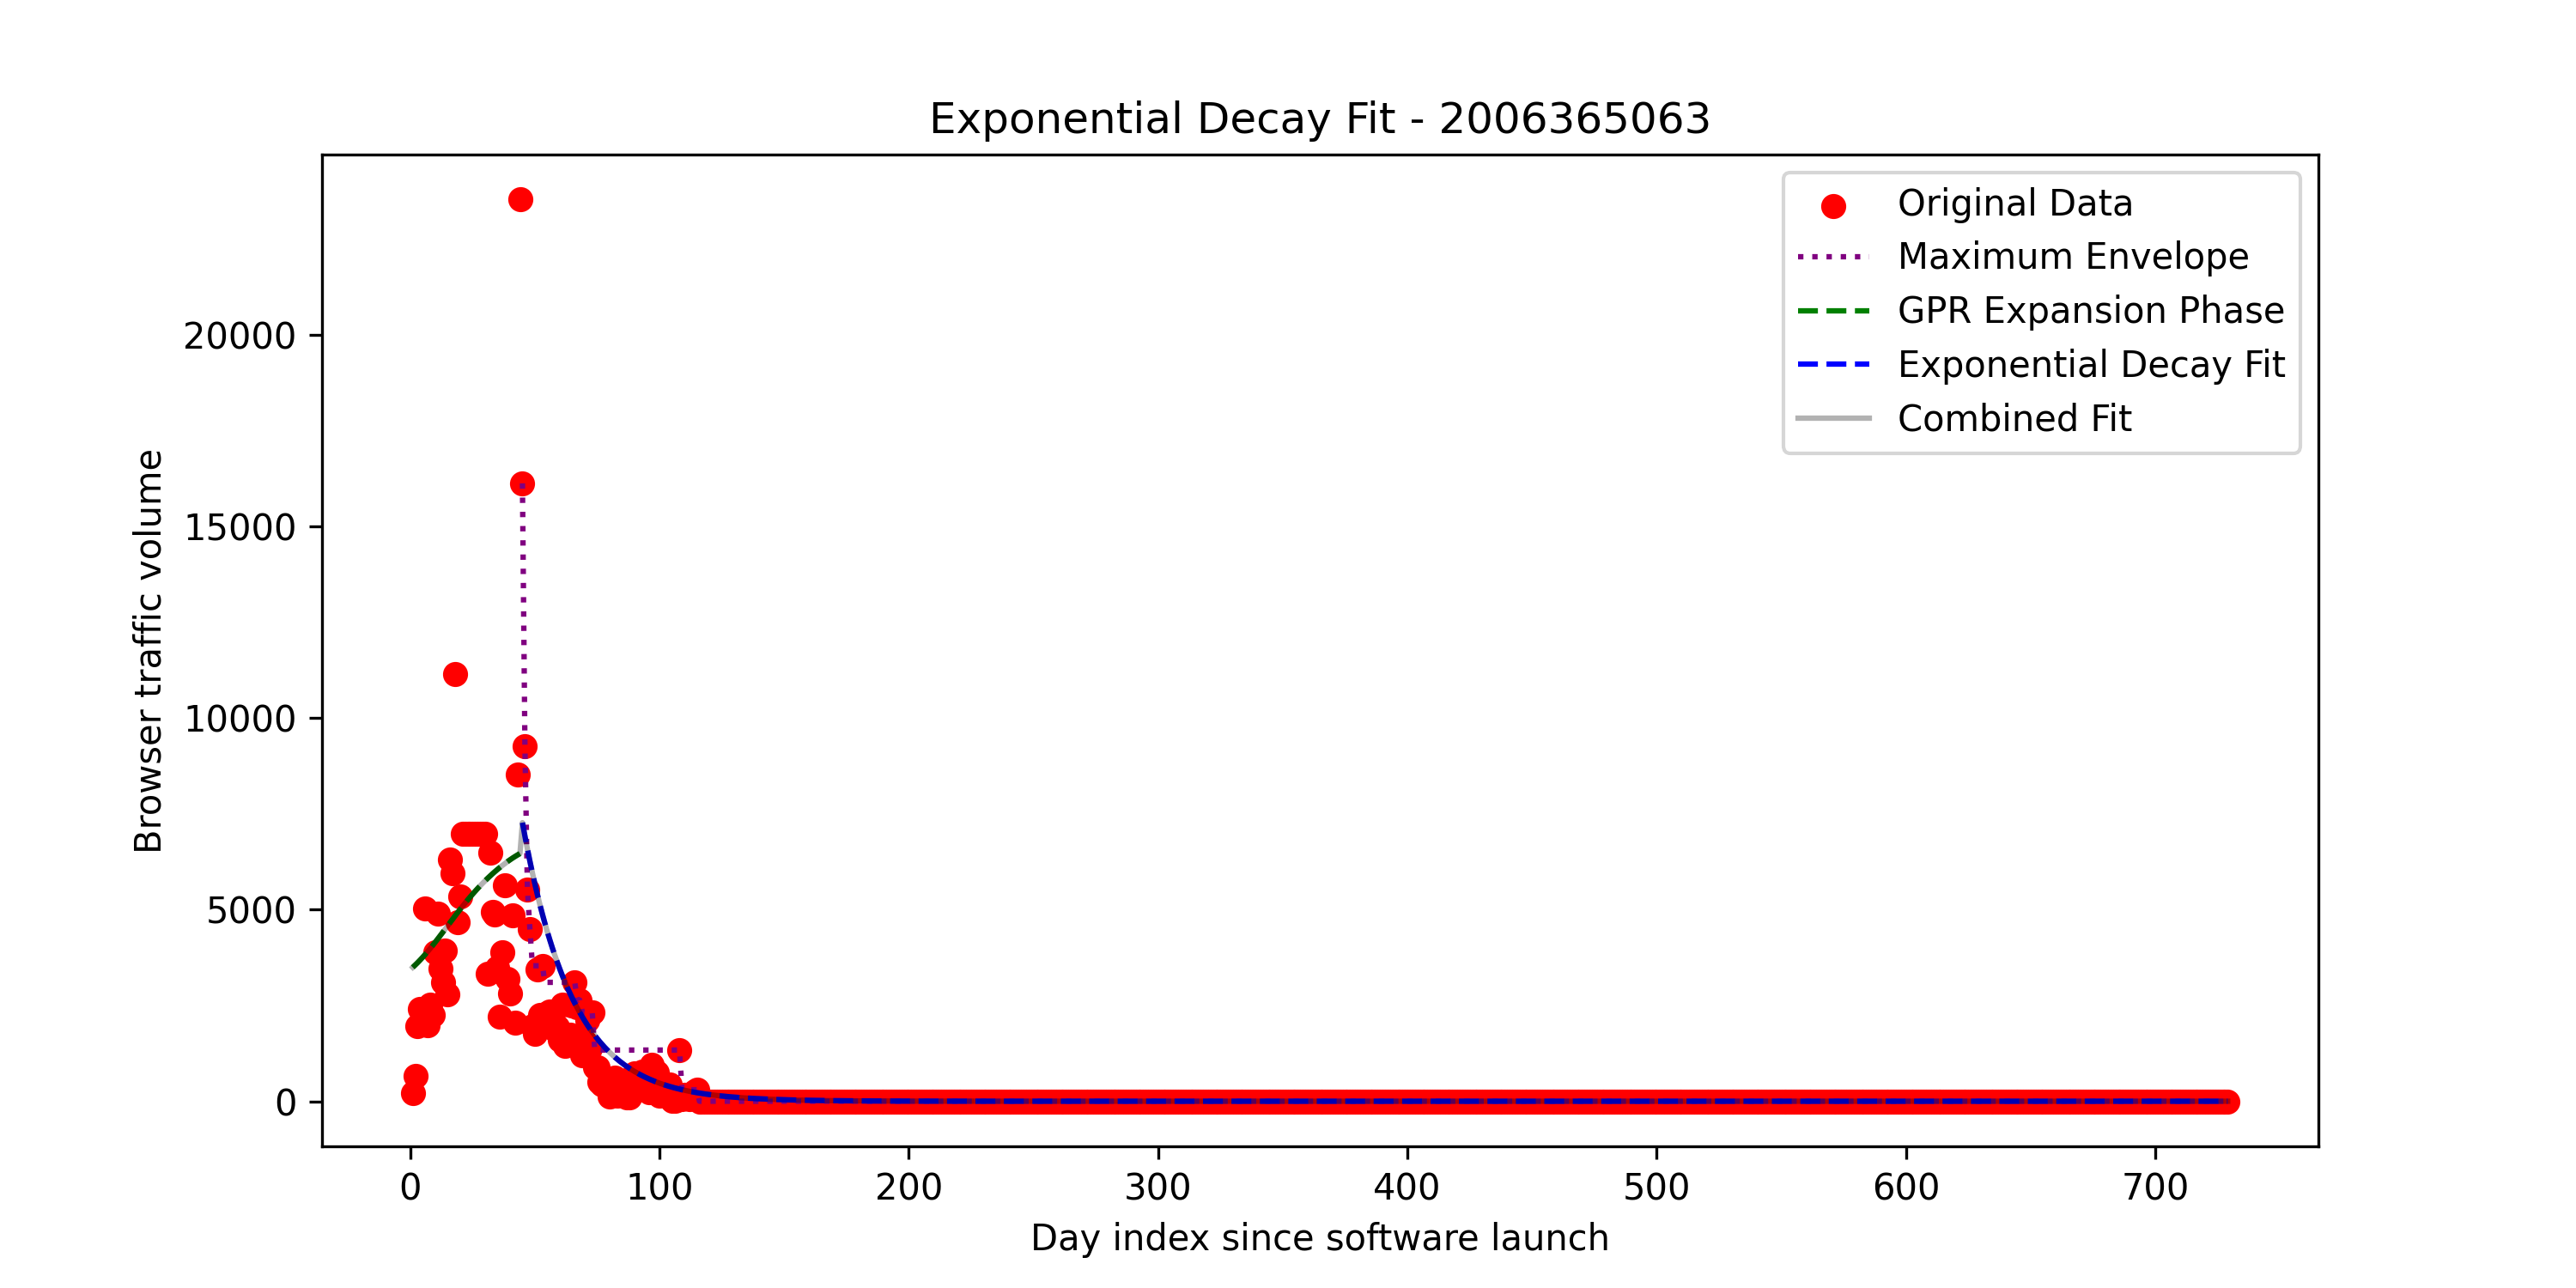 Exponential Decay Fit - 2006365063
Original Data
Maximum Envelope
GPR Expansion Phase
Exponential Decay Fit
Combined Fit
Browser traffic volume
20000
15000
10000
5000
0
0 100 200 300 400 500 600 700
Day index since software launch